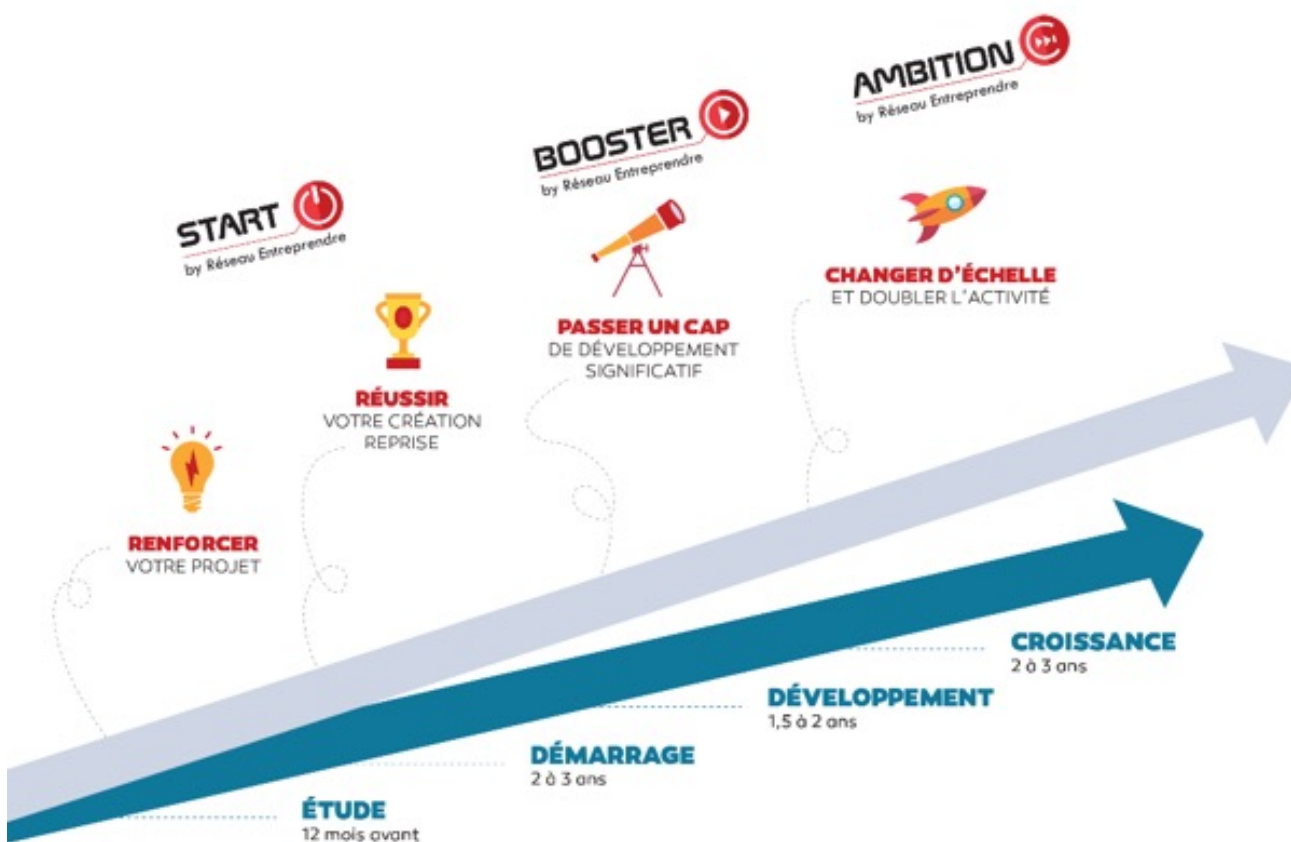 AMBITION
by Réseau Entreprendre
BOOSTER
by Réseau Entreprendre
START
by Réseau Entreprendre
CHANGER D'ÉCHELLE
ET DOUBLER L'ACTIVITÉ
PASSER UN CAP
DE DÉVELOPPEMENT
SIGNIFICATIF
RÉUSSIR
VOTRE CRÉATION
REPRISE
RENFORCER
VOTRE PROJET
CROISSANCE
2 à 3 ans
DÉVELOPPEMENT
1,5 à 2 ans
DÉMARRAGE
2 à 3 ans
ÉTUDE
12 mois avant